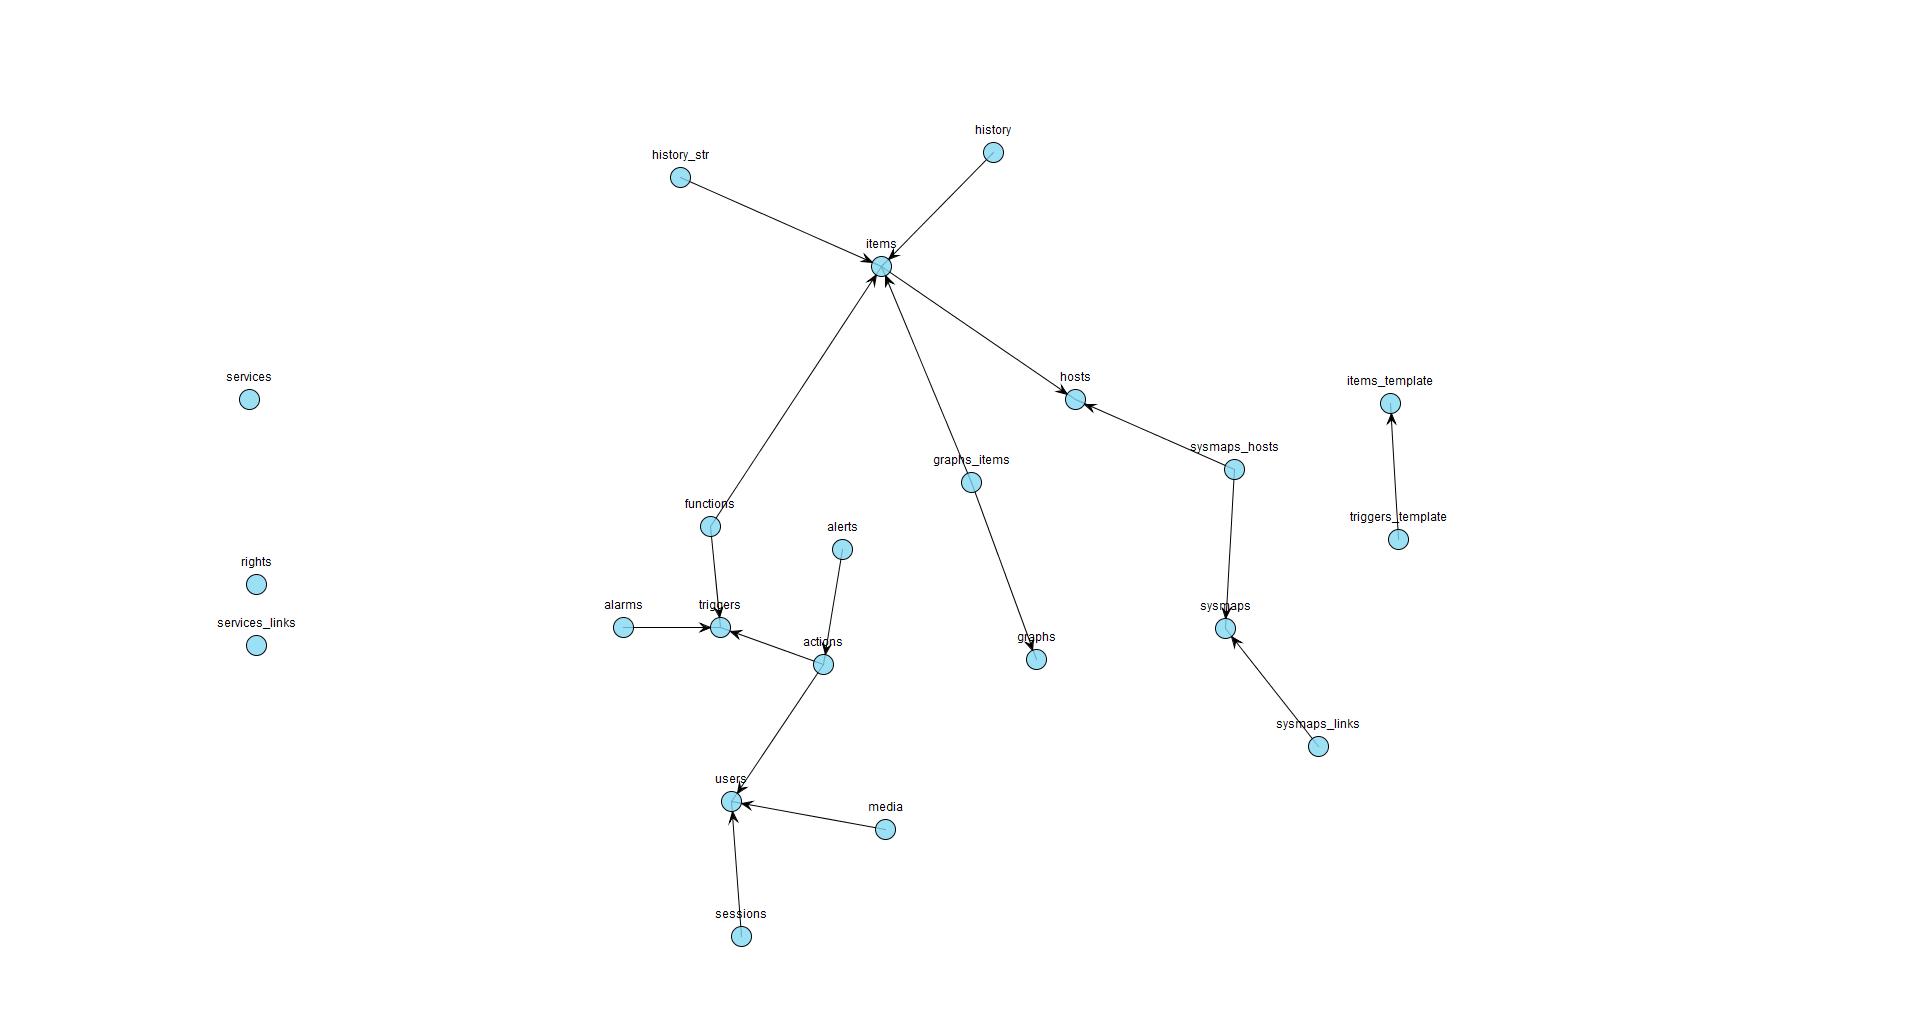 history
history_str
items
services
hosts
items_template
sysmaps_hosts
graphs_items
functions
triggers_template
alerts
rights
alarms
triggers
sysmaps
services_links
graphs
actions
sysmaps_links
users
media
sessions